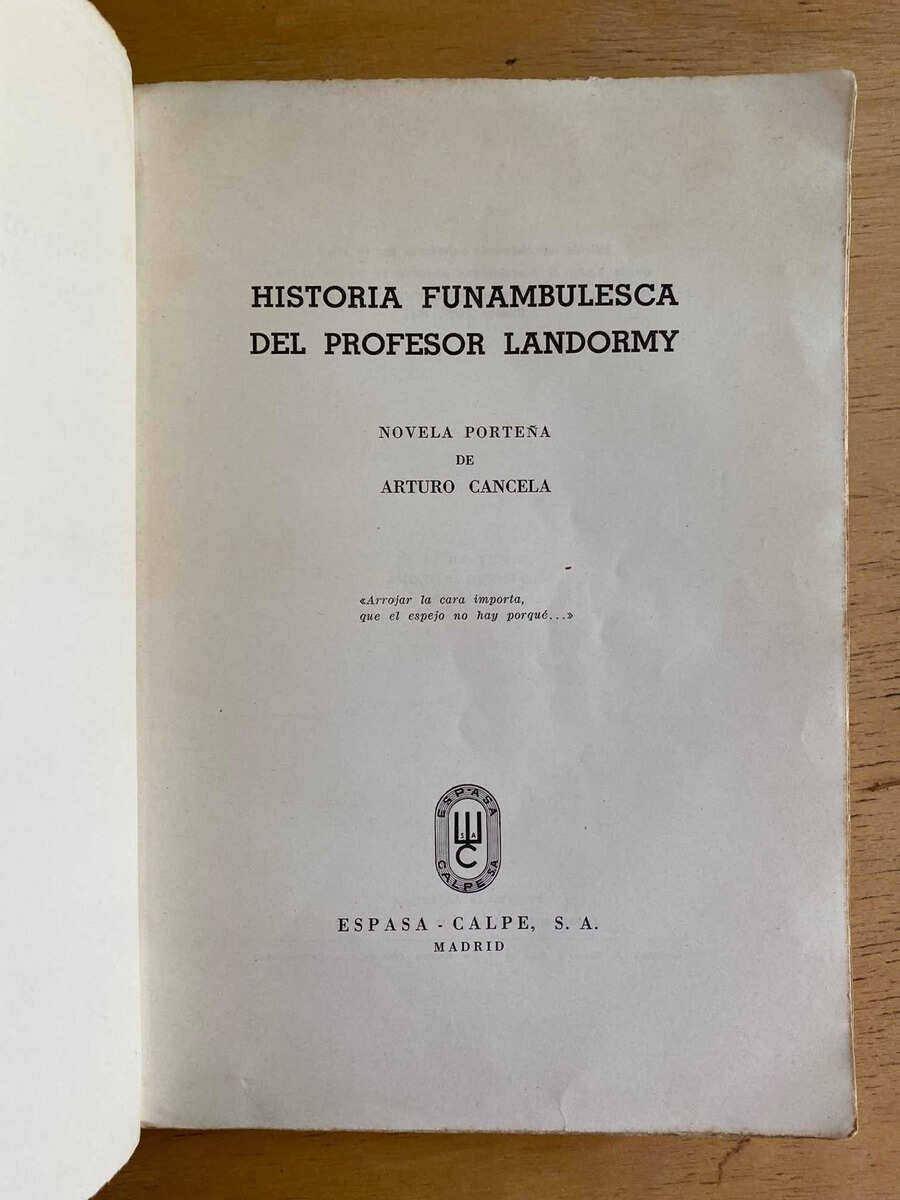 HISTORIA FUNAMBULESCA
DEL PROFESOR LANDORMY
NOVELA PORTEÑA
DE
ARTURO CANCELA
«Arrojar la cara importa,
que el espejo no hay porqué...»
ESPASA
S A
C
CALPE S.A
ESPASA - CALPE, S. A.
MADRID